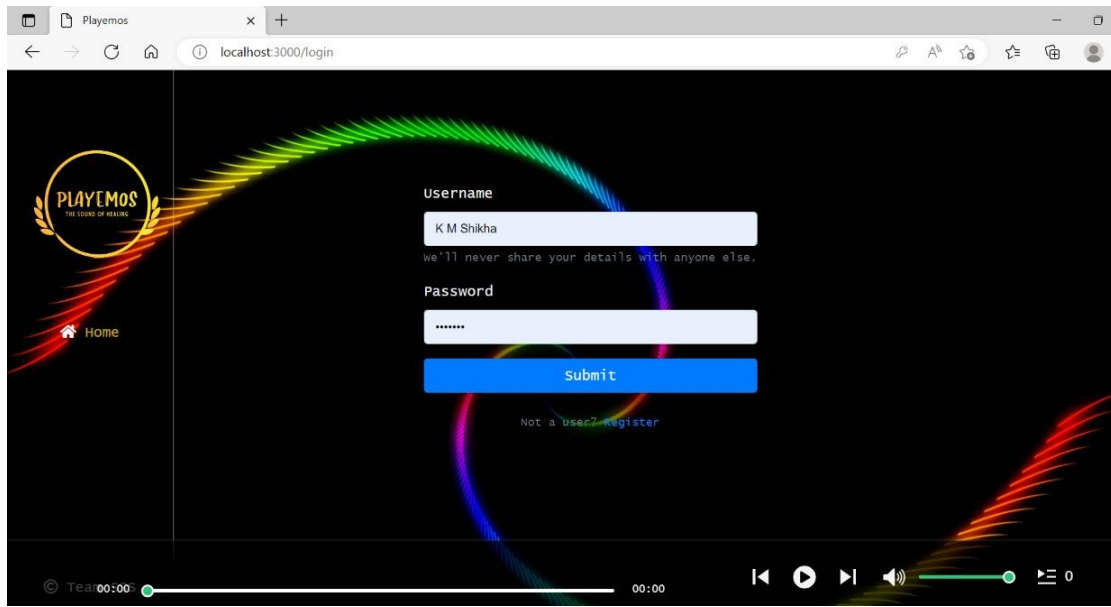 Playemos
localhost:3000/login
PLAYEMOS
THE SOUND OF HEALING
Home
Username
K M Shikha
We'll never share your details with anyone else.
Password
•••••••
Submit
Not a user? Register
© Team
00:00
00:00
0